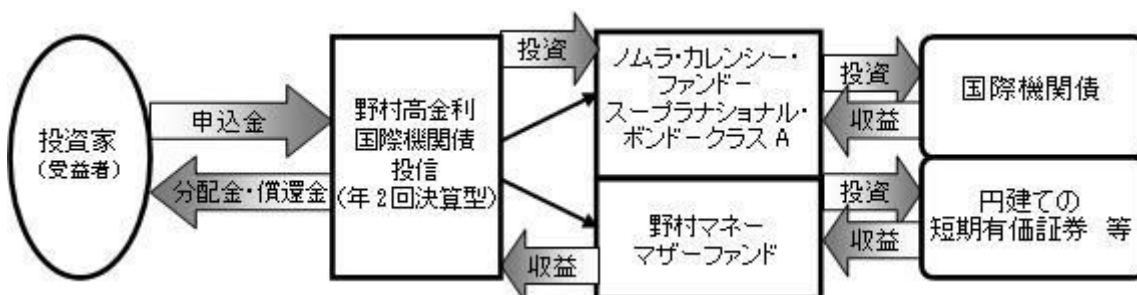 投資家
(受益者)
申込金
分配金・償還金
野村高金利
国際機関債
投信
(年2回決算型)
投資
収益
ノムラ・カレンシー・
ファンドー
スープラナショナル・
ボンドークラス A
野村マネー
マザーファンド
投資
収益
投資
収益
国際機関債
円建ての
短期有価証券 等